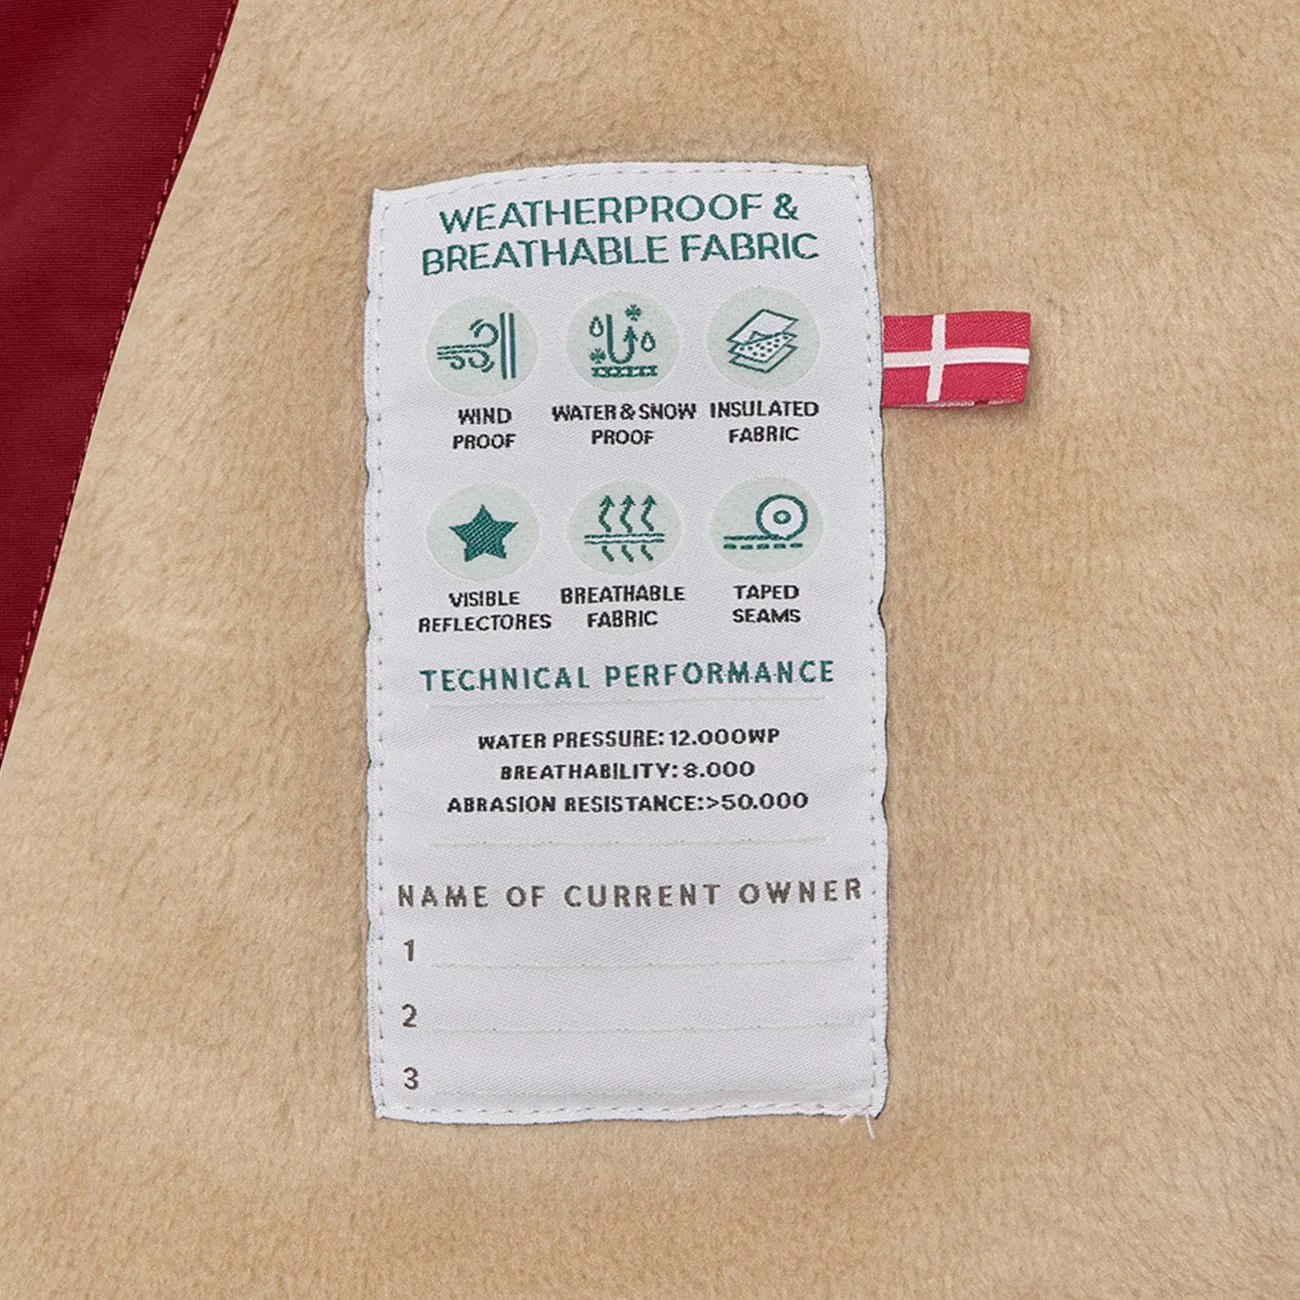 WEATHERPROOF &
BREATHABLE FABRIC
WIND
PROOF
WATER & SNOW
PROOF
INSULATED
FABRIC
VISIBLE
REFLECTORES
BREATHABLE
FABRIC
TAPED
SEAMS
TECHNICAL PERFORMANCE
WATER PRESSURE: 12.000WP
BREATHABILITY: 8.000
ABRASION RESISTANCE:>50.000
NAME OF CURRENT OWNER
1
2
3